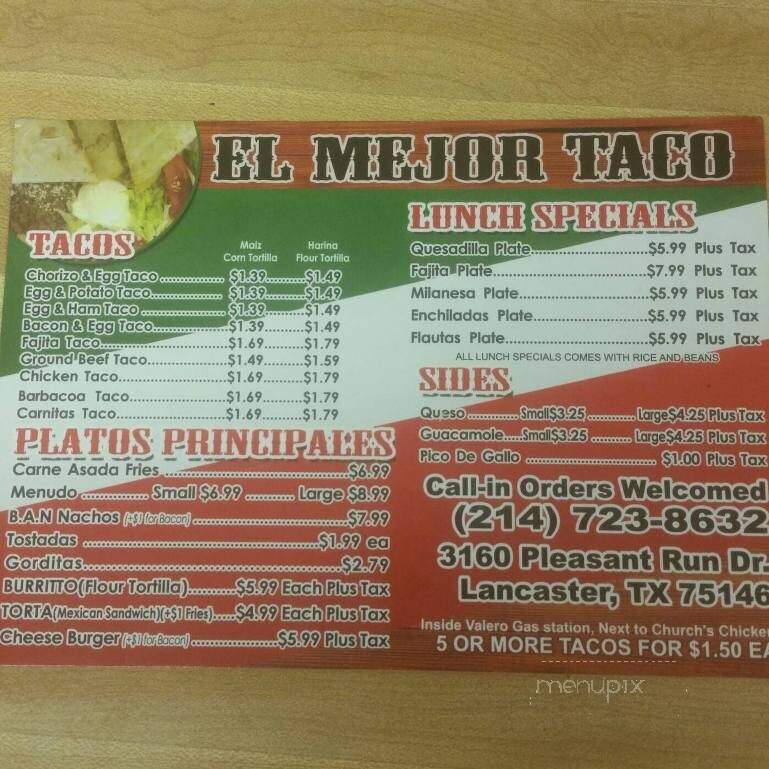 EL MEJOR TACO
TACOS
Maiz Corn Tortilla
Harina Flour Tortilla
Chorizo & Egg Taco..............$1.39.........$1.49
Egg & Potato Taco..............$1.39.........$1.49
Egg & Ham Taco..............$1.39.........$1.49
Bacon & Egg Taco..............$1.39.........$1.49
Fajita Taco..............$1.69.........$1.79
Ground Beef Taco..............$1.49.........$1.59
Chicken Taco..............$1.69.........$1.79
Barbacoa Taco..............$1.69.........$1.79
Carnitas Taco..............$1.69.........$1.79
PLATOS PRINCIPALES
Carne Asada Fries..............$6.99
Menudo............Small $6.99.........Large $8.99
B.A.N Nachos (+$1 for Bacon)..............$7.99
Tostadas..............$1.99 ea
Gorditas..............$2.79
BURRITTO(Flour Tortilla)........$5.99 Each Plus Tax
TORTA(Mexican Sandwich)(+$1 Fries).....$4.99 Each Plus Tax
Cheese Burger (+$1 for Bacon)..............$5.99 Plus Tax
LUNCH SPECIALS
Quesadilla Plate..............$5.99 Plus Tax
Fajita Plate..............$7.99 Plus Tax
Milanesa Plate..............$5.99 Plus Tax
Enchiladas Plate..............$5.99 Plus Tax
Flautas Plate..............$5.99 Plus Tax
ALL LUNCH SPECIALS COMES WITH RICE AND BEANS
SIDES
Queso..........Small$3.25..........Large$4.25 Plus Tax
Guacamole....Small$3.25..........Large$4.25 Plus Tax
Pico De Gallo..............$1.00 Plus Tax
Call-in Orders Welcomed
(214) 723-8632
3160 Pleasant Run Dr.
Lancaster, TX 75146
Inside Valero Gas station, Next to Church's Chicken
5 OR MORE TACOS FOR $1.50 EA
menupix